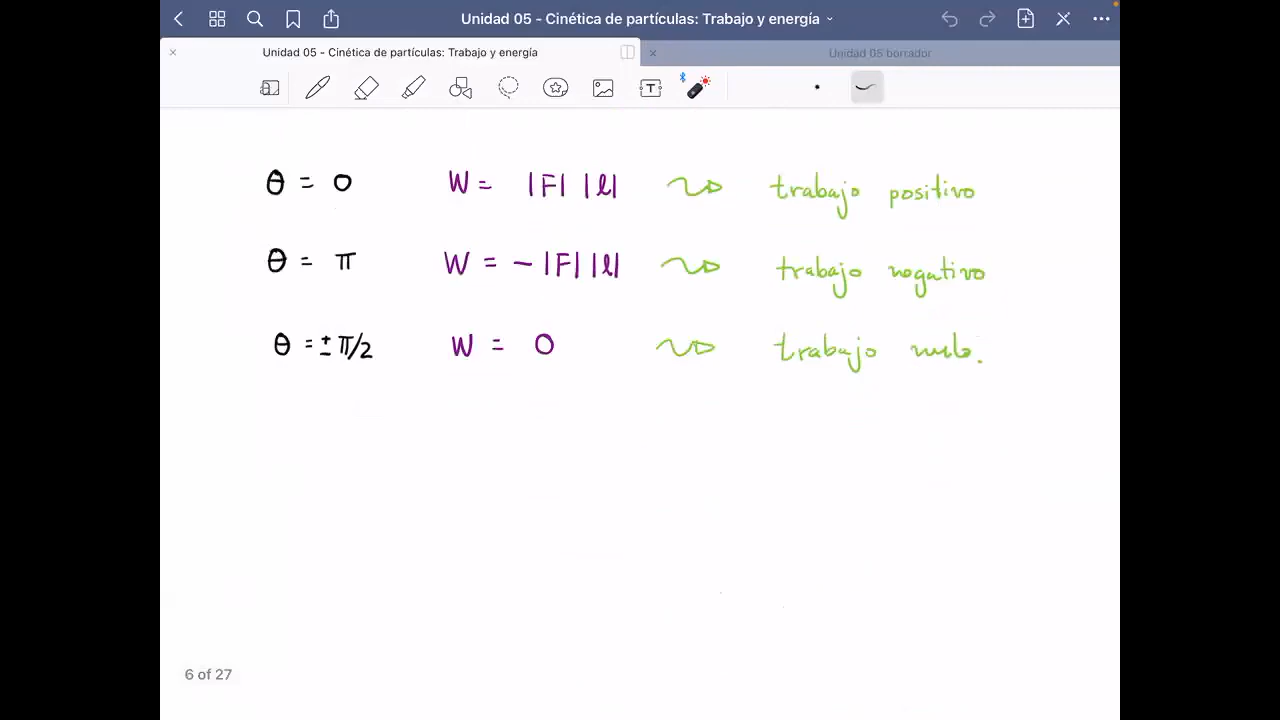 Unidad 05 - Cinética de partículas: Trabajo y energía
Unidad 05 - Cinética de partículas: Trabajo y energía
Unidad 05 borrador
T
θ = 0 W = |F| |l| trabajo positivo
θ = π W = - |F| |l| trabajo negativo
θ = ± π/2 W = 0 trabajo nulo.
6 of 27